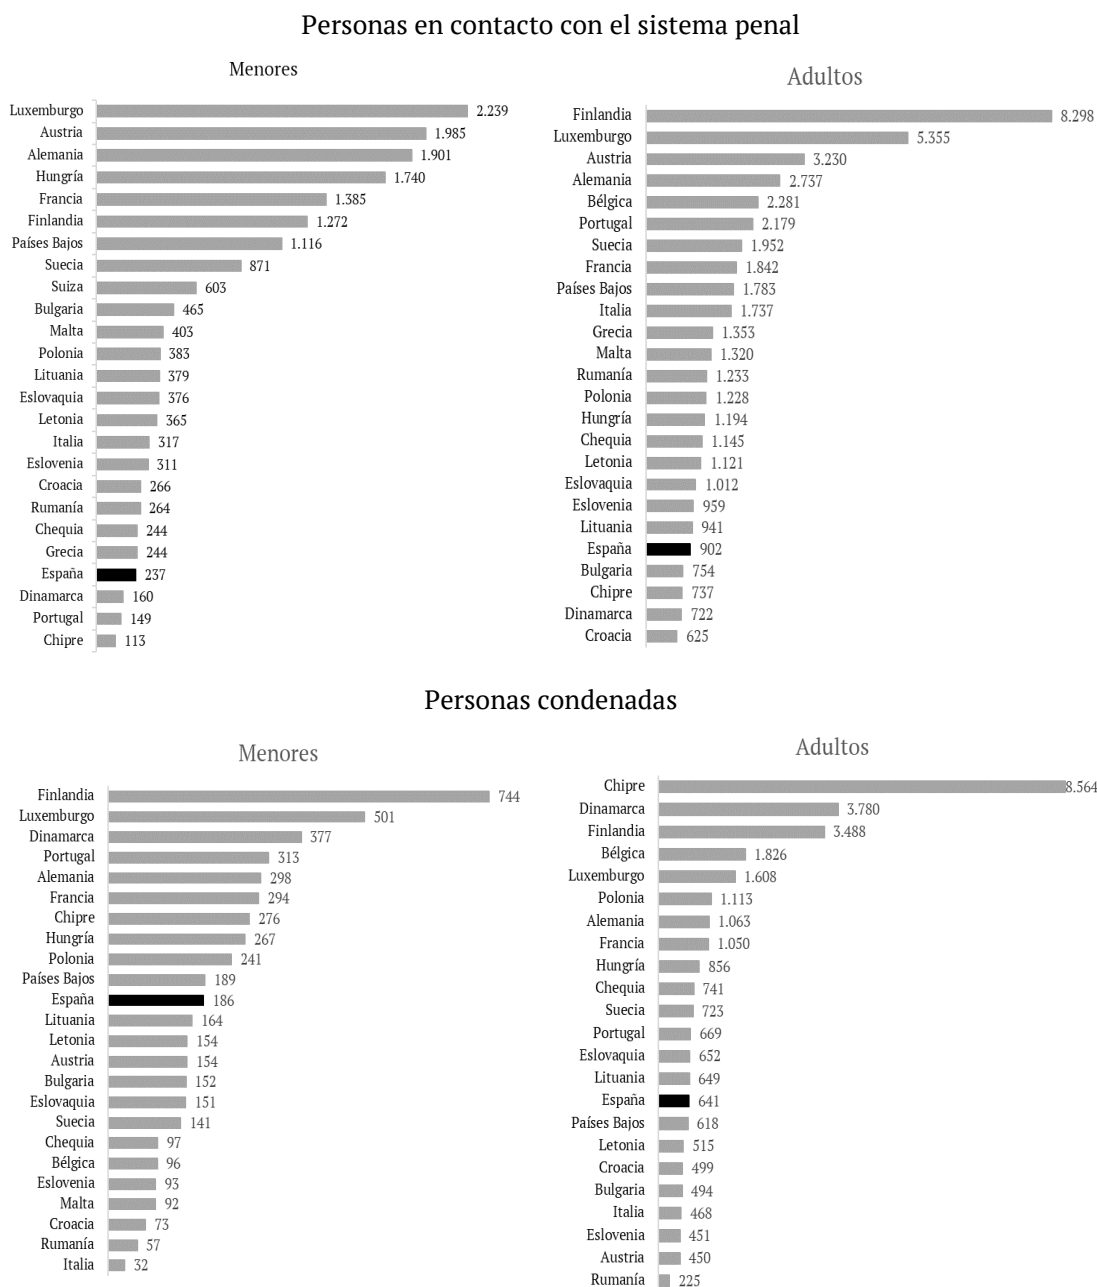 Personas en contacto con el sistema penal
Menores
Luxemburgo 2.239
Austria 1.985
Alemania 1.901
Hungría 1.740
Francia 1.385
Finlandia 1.272
Países Bajos 1.116
Suecia 871
Suiza 603
Bulgaria 465
Malta 403
Polonia 383
Lituania 379
Eslovaquia 376
Letonia 365
Italia 317
Eslovenia 311
Croacia 266
Rumanía 264
Chequia 244
Grecia 244
España 237
Dinamarca 160
Portugal 149
Chipre 113
Adultos
Finlandia 8.298
Luxemburgo 5.355
Austria 3.230
Alemania 2.737
Bélgica 2.281
Portugal 2.179
Suecia 1.952
Francia 1.842
Países Bajos 1.783
Italia 1.737
Grecia 1.353
Malta 1.320
Rumanía 1.233
Polonia 1.228
Hungría 1.194
Chequia 1.145
Letonia 1.121
Eslovaquia 1.012
Eslovenia 959
Lituania 941
España 902
Bulgaria 754
Chipre 737
Dinamarca 722
Croacia 625
Personas condenadas
Menores
Finlandia 744
Luxemburgo 501
Dinamarca 377
Portugal 313
Alemania 298
Francia 294
Chipre 276
Hungría 267
Polonia 241
Países Bajos 189
España 186
Lituania 164
Letonia 154
Austria 154
Bulgaria 152
Eslovaquia 151
Suecia 141
Chequia 97
Bélgica 96
Eslovenia 93
Malta 92
Croacia 73
Rumanía 57
Italia 32
Adultos
Chipre 8.564
Dinamarca 3.780
Finlandia 3.488
Bélgica 1.826
Luxemburgo 1.608
Polonia 1.113
Alemania 1.063
Francia 1.050
Hungría 856
Chequia 741
Suecia 723
Portugal 669
Eslovaquia 652
Lituania 649
España 641
Países Bajos 618
Letonia 515
Croacia 499
Bulgaria 494
Italia 468
Eslovenia 451
Austria 450
Rumanía 225